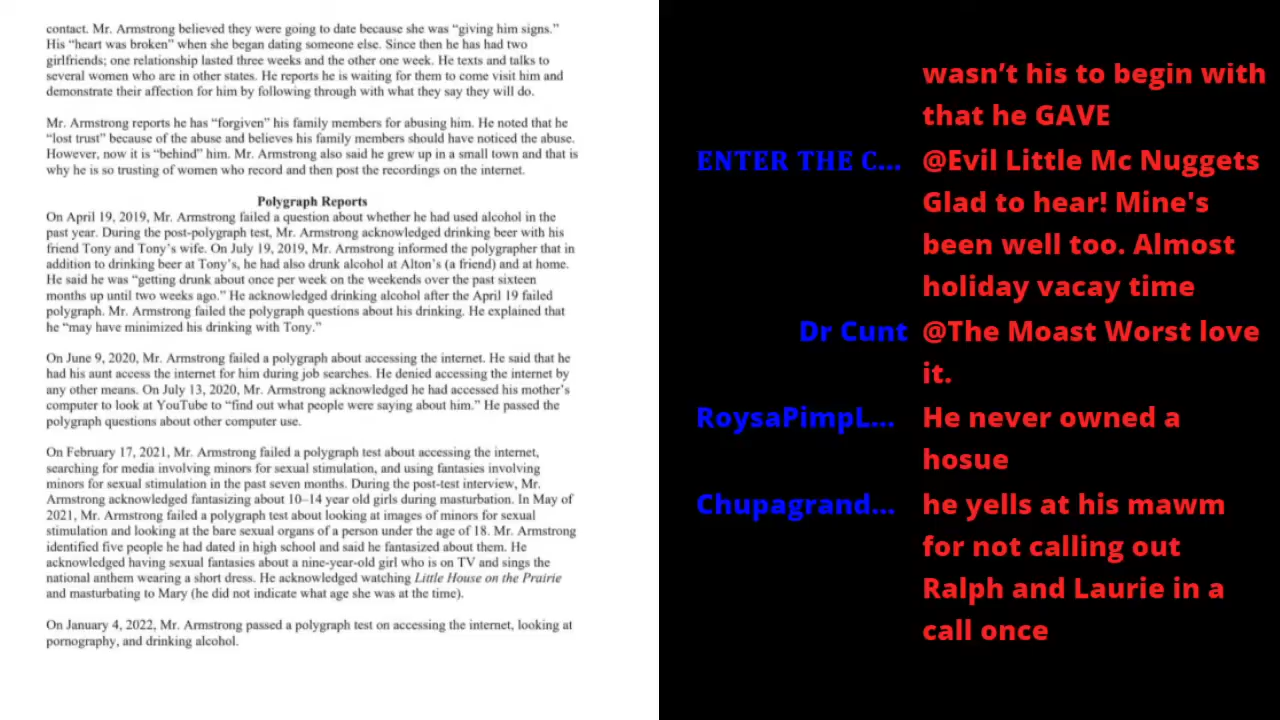 contact. Mr. Armstrong believed they were going to date because she was “giving him signs.”
His “heart was broken” when she began dating someone else. Since then he has had two
girlfriends; one relationship lasted three weeks and the other one week. He texts and talks to
several women who are in other states. He reports he is waiting for them to come visit him and
demonstrate their affection for him by following through with what they say they will do.
Mr. Armstrong reports he has “forgiven” his family members for abusing him. He noted that he
“lost trust” because of the abuse and believes his family members should have noticed the abuse.
However, now it is “behind” him. Mr. Armstrong also said he grew up in a small town and that is
why he is so trusting of women who record and then post the recordings on the internet.
Polygraph Reports
On April 19, 2019, Mr. Armstrong failed a question about whether he had used alcohol in the
past year. During the post-polygraph test, Mr. Armstrong acknowledged drinking beer with his
friend Tony and Tony’s wife. On July 19, 2019, Mr. Armstrong informed the polygrapher that in
addition to drinking beer at Tony’s, he had also drunk alcohol at Alton’s (a friend) and at home.
He said he was “getting drunk about once per week on the weekends over the past sixteen
months up until two weeks ago.” He acknowledged drinking alcohol after the April 19 failed
polygraph. Mr. Armstrong failed the polygraph questions about his drinking. He explained that
he “may have minimized his drinking with Tony.”
On June 9, 2020, Mr. Armstrong failed a polygraph about accessing the internet. He said that he
had his aunt access the internet for him during job searches. He denied accessing the internet by
any other means. On July 13, 2020, Mr. Armstrong acknowledged he had accessed his mother’s
computer to look at YouTube to “find out what people were saying about him.” He passed the
polygraph questions about other computer use.
On February 17, 2021, Mr. Armstrong failed a polygraph test about accessing the internet,
searching for media involving minors for sexual stimulation, and using fantasies involving
minors for sexual stimulation in the past seven months. During the post-test interview, Mr.
Armstrong acknowledged fantasizing about 10–14 year old girls during masturbation. In May of
2021, Mr. Armstrong failed a polygraph test about looking at images of minors for sexual
stimulation and looking at the bare sexual organs of a person under the age of 18. Mr. Armstrong
identified five people he had dated in high school and said he fantasized about them. He
acknowledged having sexual fantasies about a nine-year-old girl who is on TV and sings the
national anthem wearing a short dress. He acknowledged watching Little House on the Prairie
and masturbating to Mary (he did not indicate what age she was at the time).
On January 4, 2022, Mr. Armstrong passed a polygraph test on accessing the internet, looking at
pornography, and drinking alcohol.
wasn’t his to begin with
that he GAVE
ENTER THE C... @Evil Little Mc Nuggets
Glad to hear! Mine's
been well too. Almost
holiday vacay time
Dr Cunt @The Moast Worst love
it.
RoysaPimpL... He never owned a
hosue
Chupagrand... he yells at his mawm
for not calling out
Ralph and Laurie in a
call once